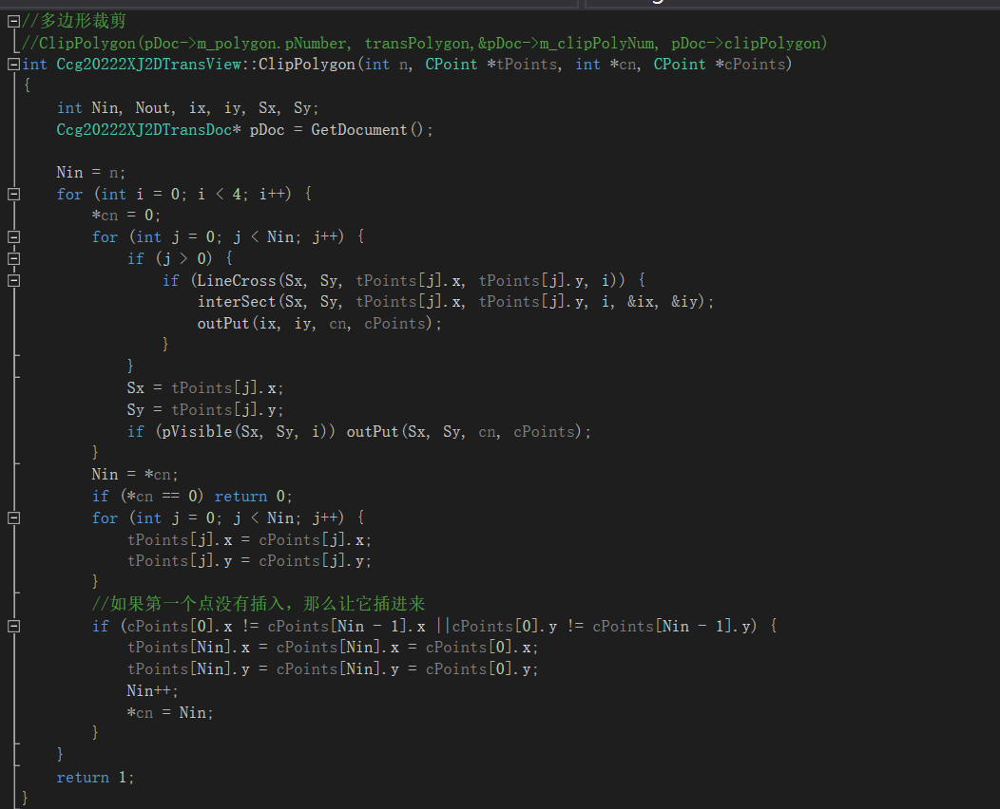 //多边形裁剪
//ClipPolygon(pDoc->m_polygon.pNumber, transPolygon,&pDoc->m_clipPolyNum, pDoc->clipPolygon)
int Ccg20222XJ2DTransView::ClipPolygon(int n, CPoint *tPoints, int *cn, CPoint *cPoints)
{
    int Nin, Nout, ix, iy, Sx, Sy;
    Ccg20222XJ2DTransDoc* pDoc = GetDocument();

    Nin = n;
    for (int i = 0; i < 4; i++) {
        *cn = 0;
        for (int j = 0; j < Nin; j++) {
            if (j > 0) {
                if (LineCross(Sx, Sy, tPoints[j].x, tPoints[j].y, i)) {
                    interSect(Sx, Sy, tPoints[j].x, tPoints[j].y, i, &ix, &iy);
                    outPut(ix, iy, cn, cPoints);
                }
            }
            Sx = tPoints[j].x;
            Sy = tPoints[j].y;
            if (pVisible(Sx, Sy, i)) outPut(Sx, Sy, cn, cPoints);
        }
        Nin = *cn;
        if (*cn == 0) return 0;
        for (int j = 0; j < Nin; j++) {
            tPoints[j].x = cPoints[j].x;
            tPoints[j].y = cPoints[j].y;
        }
        //如果第一个点没有插入，那么让它插进来
        if (cPoints[0].x != cPoints[Nin - 1].x ||cPoints[0].y != cPoints[Nin - 1].y) {
            tPoints[Nin].x = cPoints[Nin].x = cPoints[0].x;
            tPoints[Nin].y = cPoints[Nin].y = cPoints[0].y;
            Nin++;
            *cn = Nin;
        }
    }
    return 1;
}